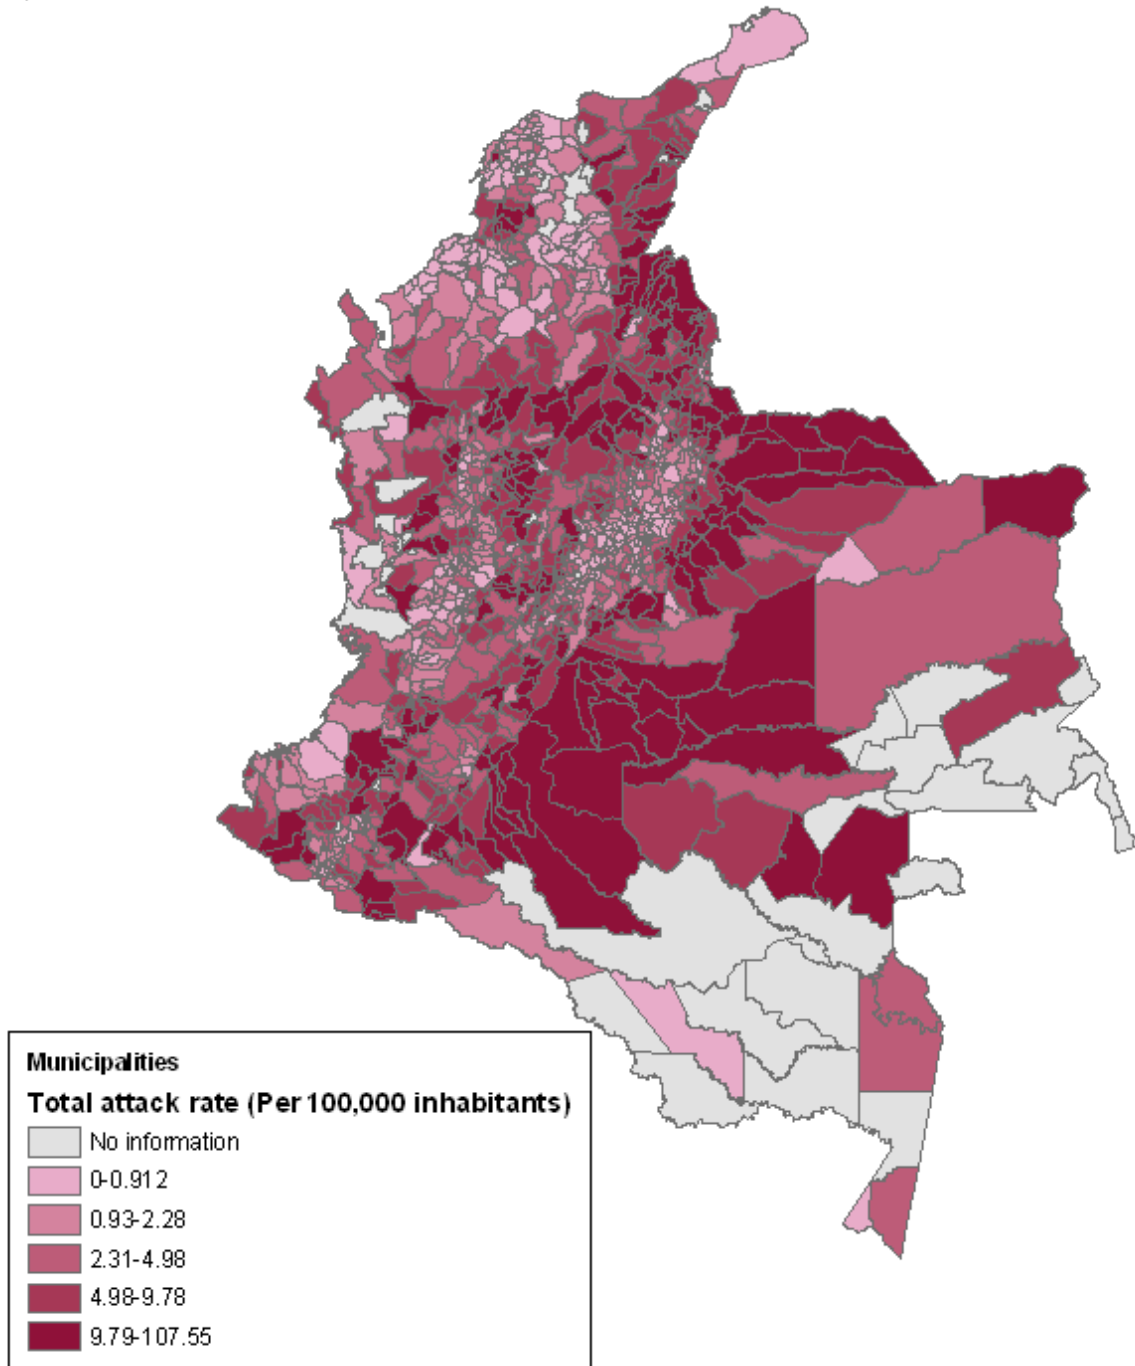 Municipalities
Total attack rate (Per 100,000 inhabitants)
No information
0-0.912
0.93-2.28
2.31-4.98
4.98-9.78
9.79-107.55